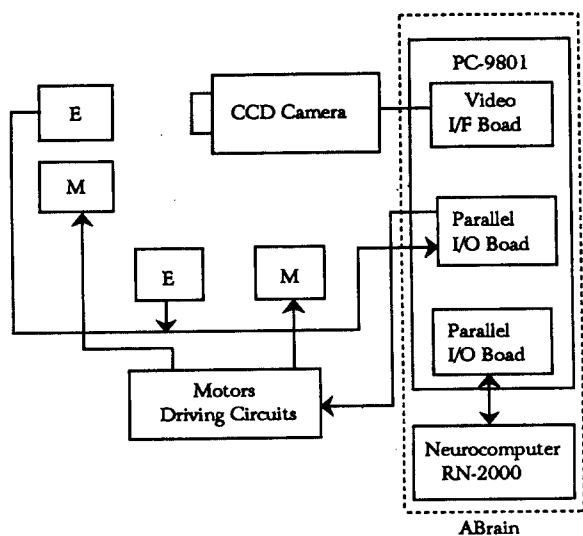 PC-9801
E
CCD Camera
Video
I/F Boad
M
Parallel
I/O Boad
E
M
Parallel
I/O Boad
Motors
Driving Circuits
Neurocomputer
RN-2000
ABrain